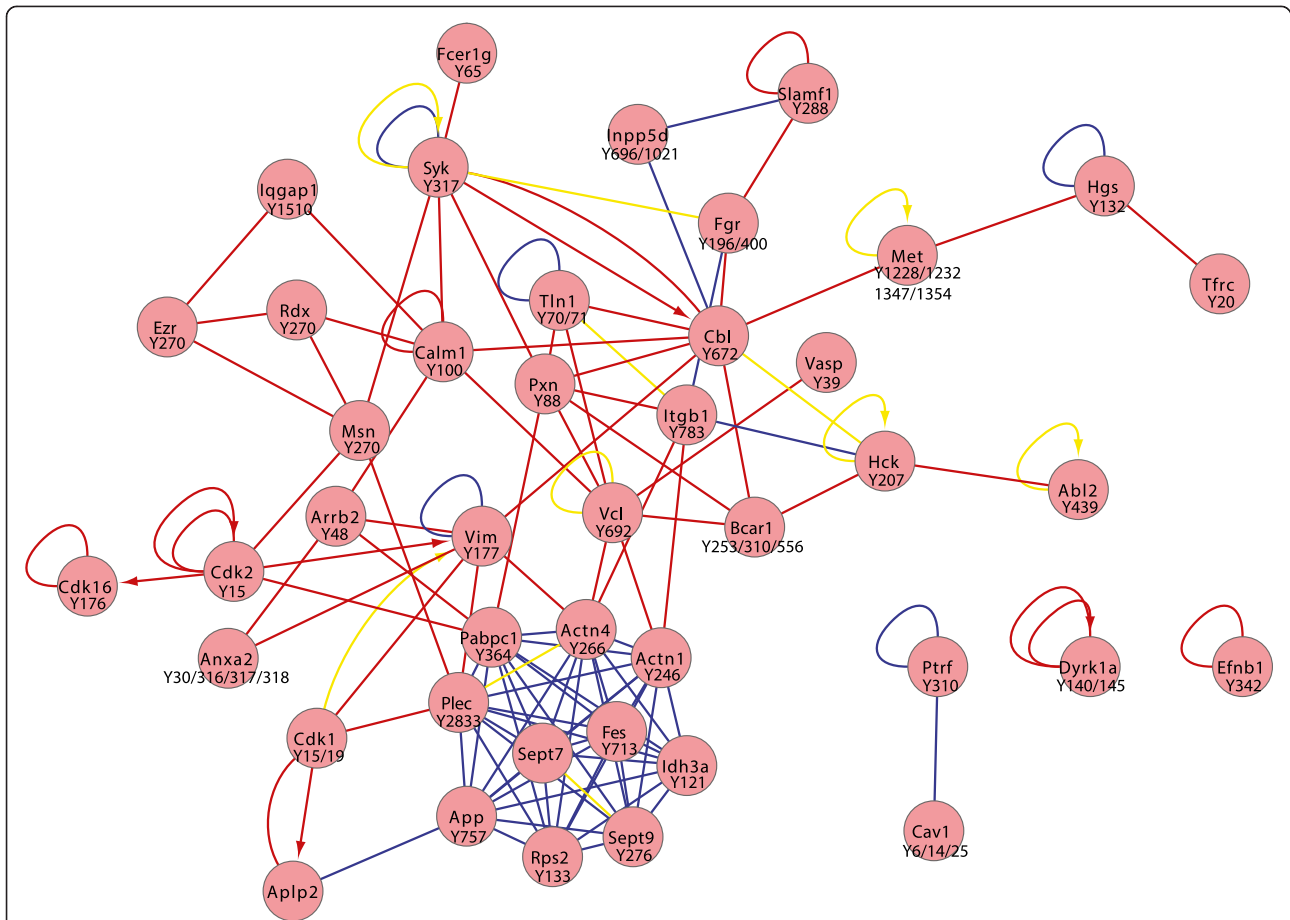 Fcer1g
Y65
Slamf1
Y288
Inpp5d
Y696/1021
Syk
Y317
Iqgap1
Y1510
Hgs
Y132
Fgr
Y196/400
Met
Y1228/1232
1347/1354
Tfrc
Y20
Tln1
Y70/71
Rdx
Y270
Ezr
Y270
Cbl
Y672
Calm1
Y100
Vasp
Y39
Pxn
Y88
Itgb1
Y783
Msn
Y270
Hck
Y207
Abl2
Y439
Arrb2
Y48
Vcl
Y692
Bcar1
Y253/310/556
Vim
Y177
Cdk2
Y15
Cdk16
Y176
Pabpc1
Y364
Actn4
Y266
Actn1
Y246
Anxa2
Y30/316/317/318
Ptrf
Y310
Dyrk1a
Y140/145
Efnb1
Y342
Plec
Y2833
Fes
Y713
Cdk1
Y15/19
Sept7
Idh3a
Y121
App
Y757
Sept9
Y276
Cav1
Y6/14/25
Rps2
Y133
Aplp2